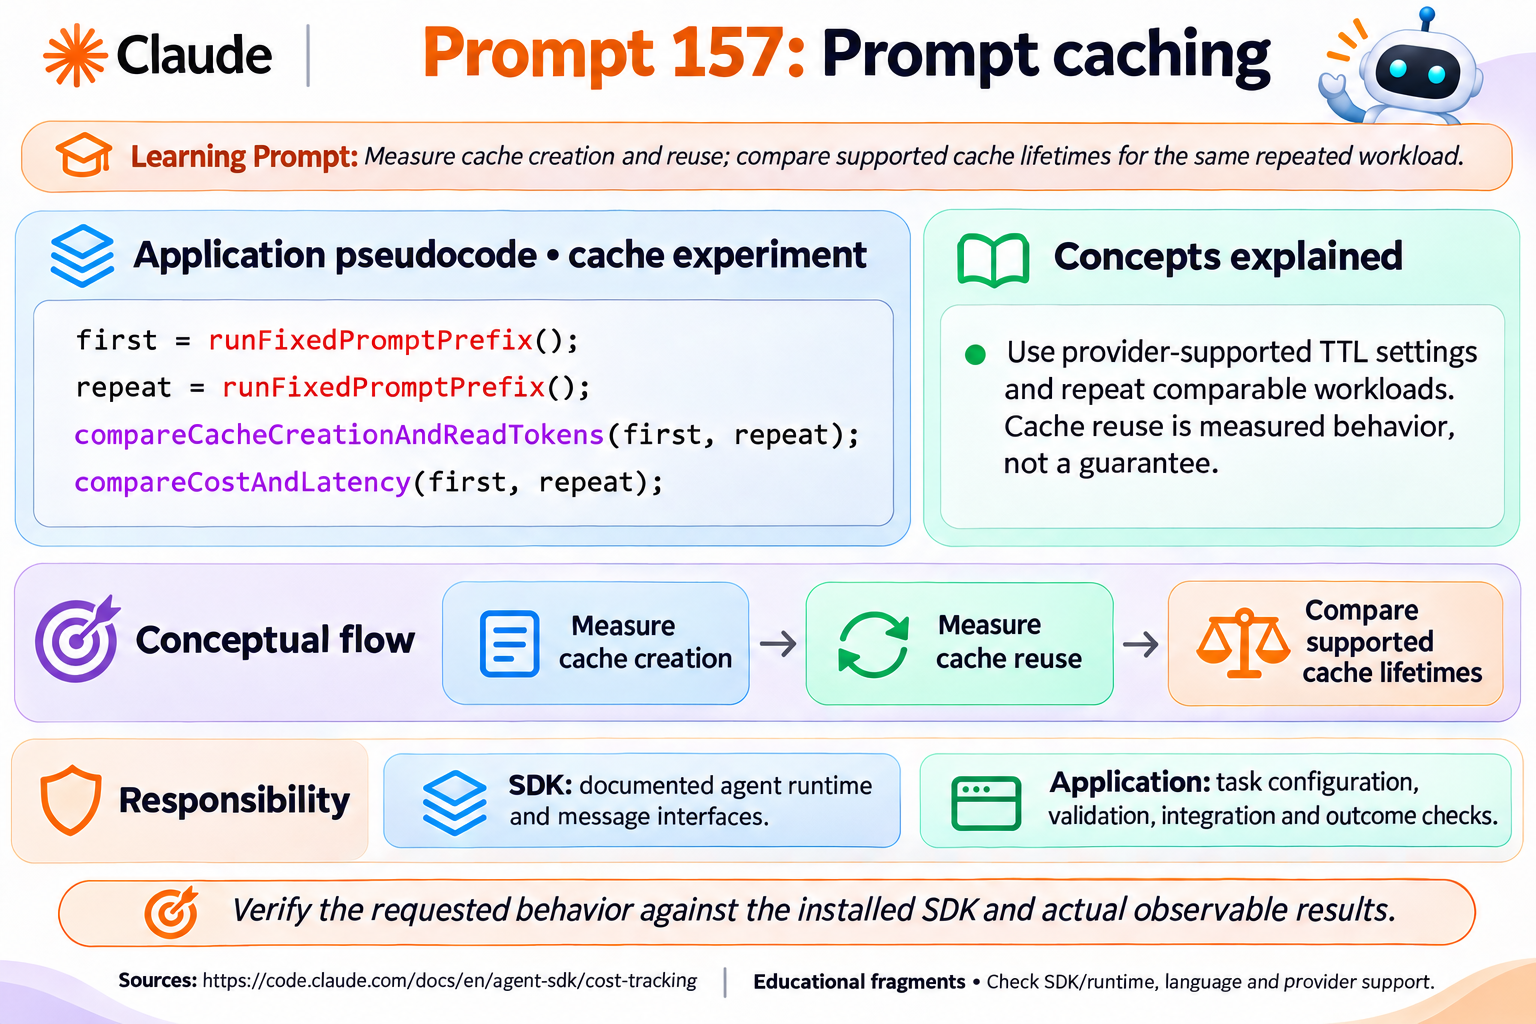 Claude
Prompt 157: Prompt caching
Learning Prompt: Measure cache creation and reuse; compare supported cache lifetimes for the same repeated workload.
Application pseudocode • cache experiment
first = runFixedPromptPrefix();
repeat = runFixedPromptPrefix();
compareCacheCreationAndReadTokens(first, repeat);
compareCostAndLatency(first, repeat);
Concepts explained
Use provider-supported TTL settings
and repeat comparable workloads.
Cache reuse is measured behavior,
not a guarantee.
Conceptual flow
Measure
cache creation
Measure
cache reuse
Compare
supported
cache lifetimes
Responsibility
SDK: documented agent runtime
and message interfaces.
Application: task configuration,
validation, integration and outcome checks.
Verify the requested behavior against the installed SDK and actual observable results.
Sources: https://code.claude.com/docs/en/agent-sdk/cost-tracking
Educational fragments • Check SDK/runtime, language and provider support.